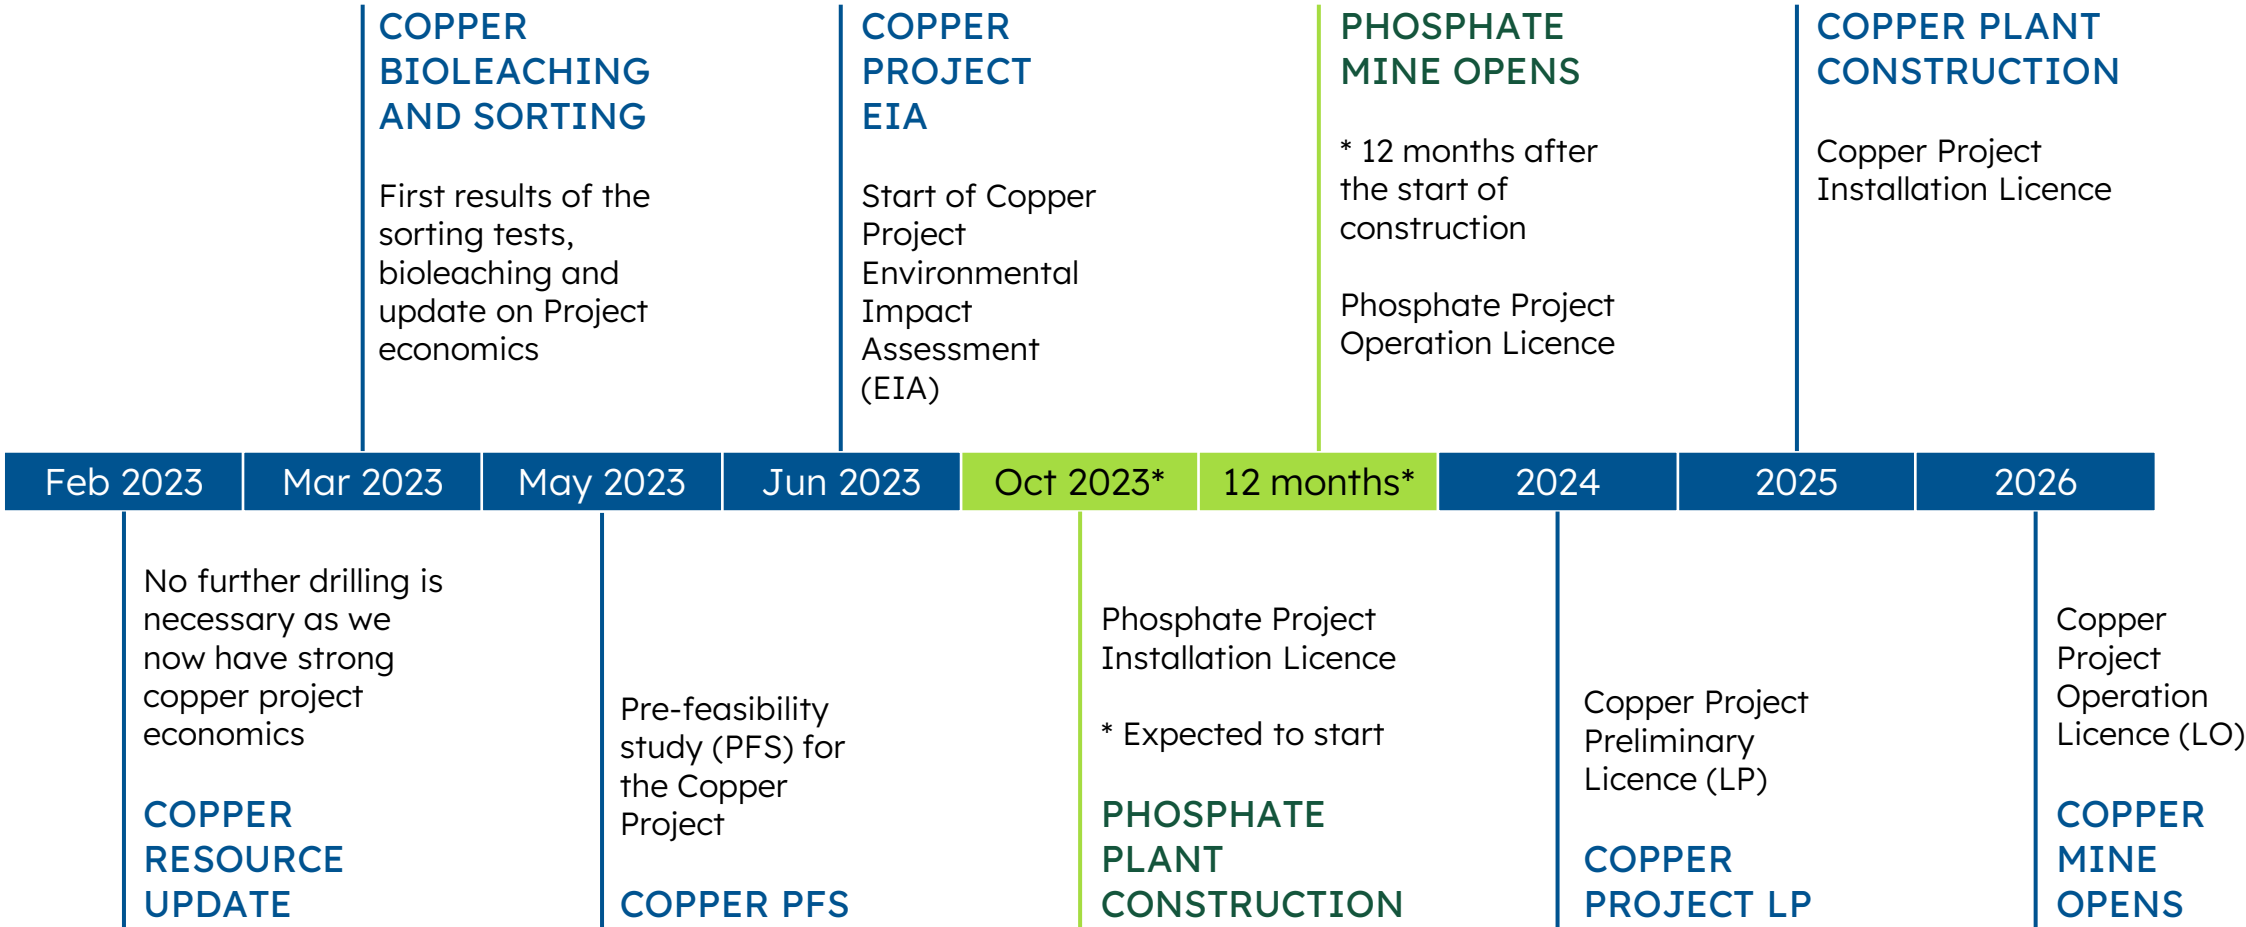 COPPER
BIOLEACHING
AND SORTING
First results of the
sorting tests,
bioleaching and
update on Project
economics
COPPER
PROJECT
EIA
Start of Copper
Project
Environmental
Impact
Assessment
(EIA)
PHOSPHATE
MINE OPENS
* 12 months after
the start of
construction
Phosphate Project
Operation Licence
COPPER PLANT
CONSTRUCTION
Copper Project
Installation Licence
Feb 2023
Mar 2023
May 2023
Jun 2023
Oct 2023*
12 months*
2024
2025
2026
No further drilling is
necessary as we
now have strong
copper project
economics
COPPER
RESOURCE
UPDATE
Pre-feasibility
study (PFS) for
the Copper
Project
COPPER PFS
Phosphate Project
Installation Licence
* Expected to start
PHOSPHATE
PLANT
CONSTRUCTION
Copper Project
Preliminary
Licence (LP)
COPPER
PROJECT LP
Copper
Project
Operation
Licence (LO)
COPPER
MINE
OPENS